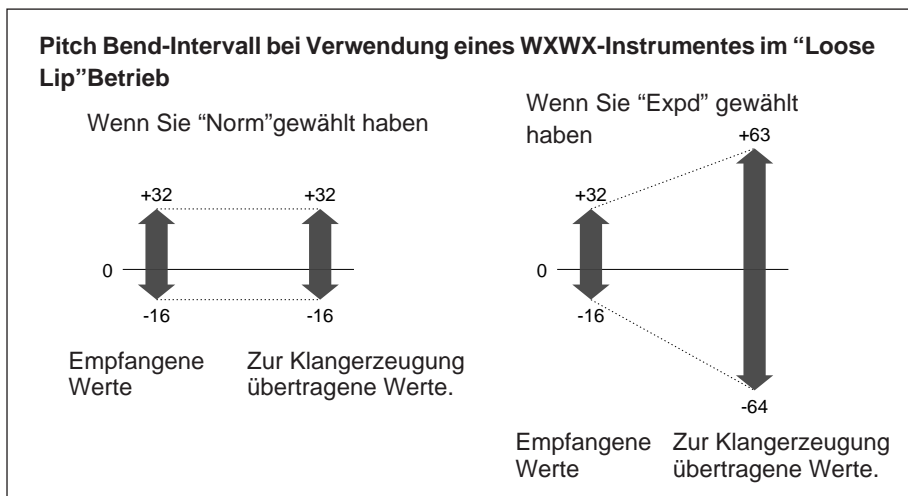 Pitch Bend-Intervall bei Verwendung eines WXWX-Instrumentes im “Loose
Lip”Betrieb
Wenn Sie “Norm”gewählt haben
+32
+32
0
-16
-16
Empfangene
Werte
Zur Klangerzeugung
übertragene Werte.
Wenn Sie “Expd” gewählt
haben
+63
+32
0
-16
-64
Empfangene
Werte
Zur Klangerzeugung
übertragene Werte.